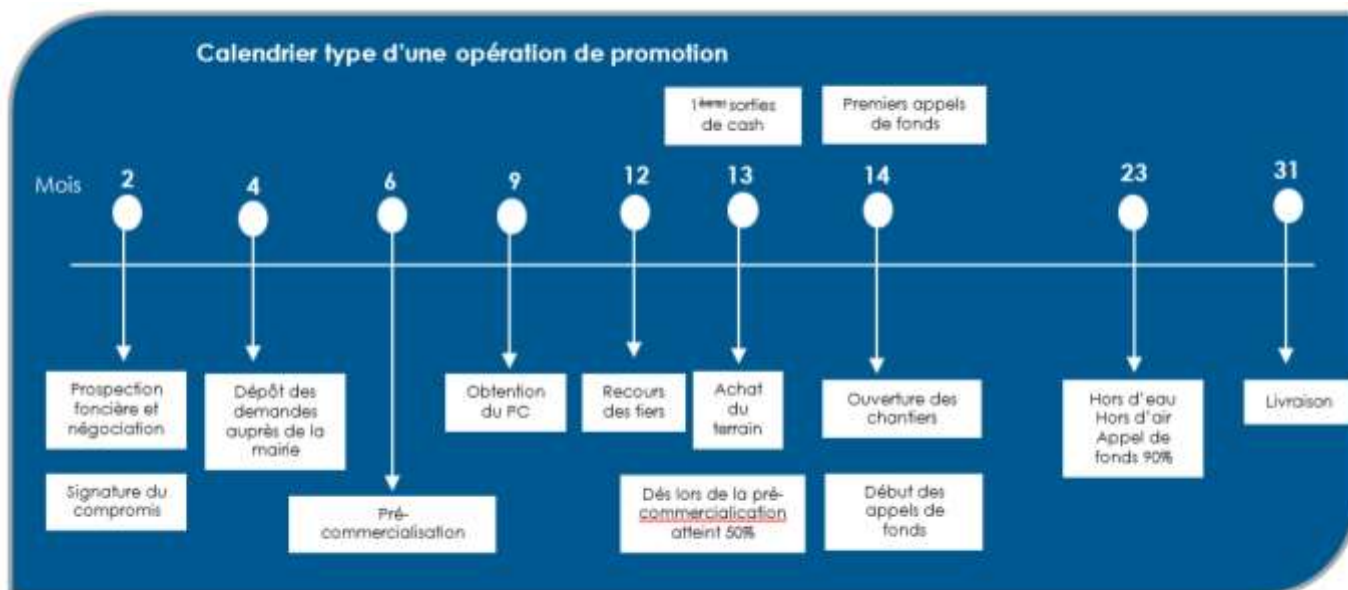 Calendrier type d'une opération de promotion
1ères sorties
de cash
Premiers appels
de fonds
Mois
2
4
6
9
12
13
14
23
31
Prospection
foncière et
négociation
Dépôt des
demandes
auprès de la
mairie
Obtention
du PC
Recours
des tiers
Achat
du
terrain
Ouverture des
chantiers
Hors d'eau
Hors d'air
Appel de
fonds 90%
Livraison
Signature du
compromis
Pré-
commercialisation
Dés lors de la pré-
commercialication
atteint 50%
Début des
appels de
fonds